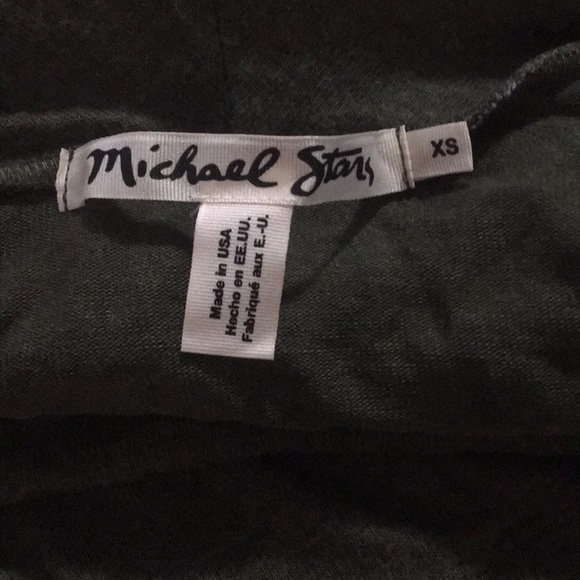 Michael Stars
XS
Made in USA
Hecho en EE.UU.
Fabriqué aux E.-U.